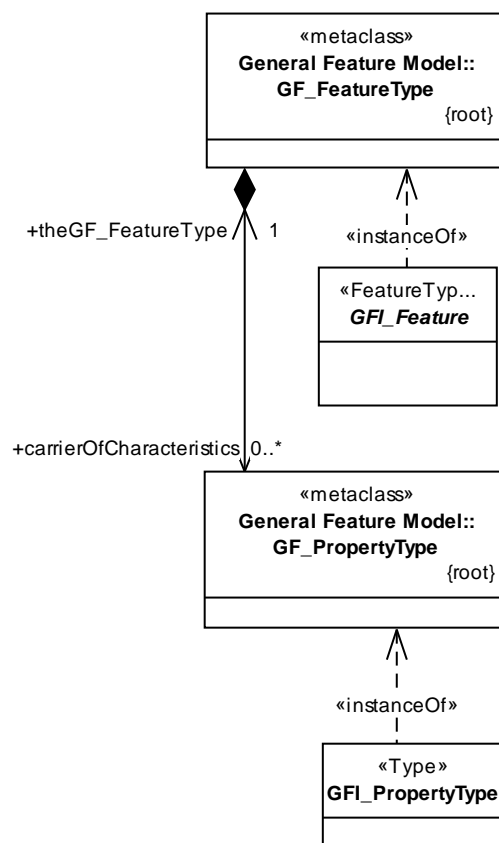 «metaclass»
General Feature Model::
GF_FeatureType
{root}
+theGF_FeatureType 1
«instanceOf»
«FeatureTyp...
GFI_Feature
+carrierOfCharacteristics 0..*
«metaclass»
General Feature Model::
GF_PropertyType
{root}
«instanceOf»
«Type»
GFI_PropertyType